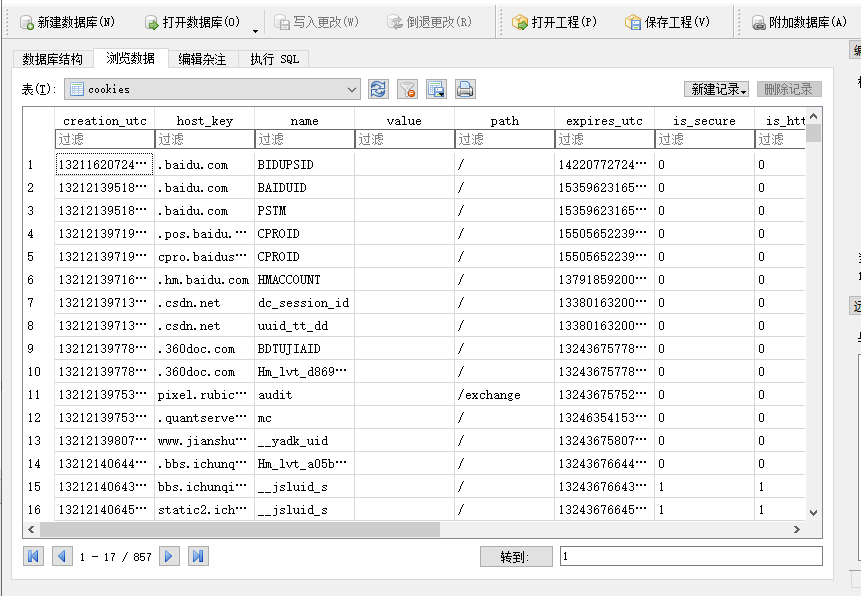 新建数据库(N) 打开数据库(O) 写入更改(W) 倒退更改(R) 打开工程(P) 保存工程(V) 附加数据库(A)
数据库结构 浏览数据 编辑杂注 执行 SQL
表(T): cookies 新建记录 删除记录
creation_utc host_key name value path expires_utc is_secure is_htt
过滤 过滤 过滤 过滤 过滤 过滤 过滤 过滤
1 13211620724… .baidu.com BIDUPSID / 14220772724… 0 0
2 13212139518… .baidu.com BAIDUID / 15359623165… 0 0
3 13212139518… .baidu.com PSTM / 15359623165… 0 0
4 13212139719… .pos.baidu.… CPROID / 15505652239… 0 0
5 13212139719… cpro.baidus… CPROID / 15505652239… 0 0
6 13212139716… .hm.baidu.com HMACCOUNT / 13791859200… 0 0
7 13212139713… .csdn.net dc_session_id / 13380163200… 0 0
8 13212139713… .csdn.net uuid_tt_dd / 13380163200… 0 0
9 13212139778… .360doc.com BDTUJIAID / 13243675778… 0 0
10 13212139778… .360doc.com Hm_lvt_d869… / 13243675778… 0 0
11 13212139753… pixel.rubic… audit /exchange 13243675752… 0 0
12 13212139753… .quantserve… mc / 13246354153… 0 0
13 13212139807… www.jianshu… __yadk_uid / 13243675807… 0 0
14 13212140644… .bbs.ichunq… Hm_lvt_a05b… / 13243676644… 0 0
15 13212140643… bbs.ichunqi… __jsluid_s / 13243676643… 1 1
16 13212140645… static2.ich… __jsluid_s / 13243676645… 1 1
1 - 17 / 857 转到: 1